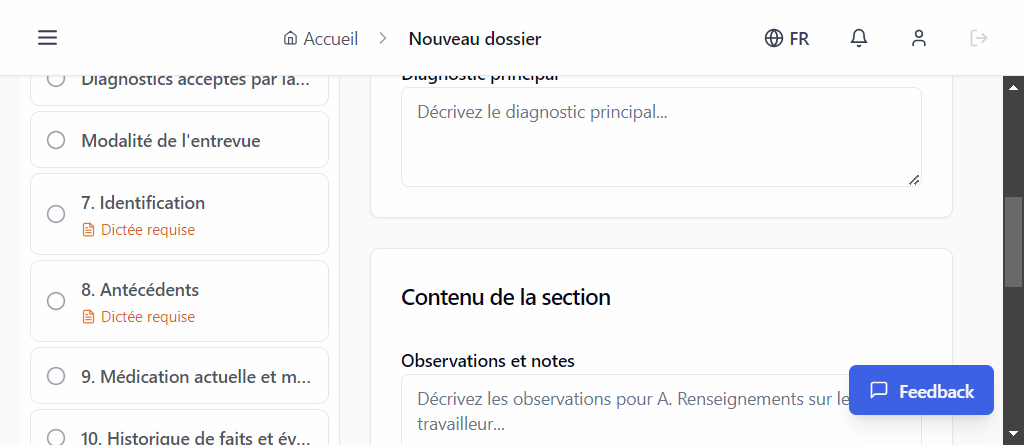 Accueil
Nouveau dossier
FR
Diagnostics acceptés par la...
Modalité de l'entrevue
7. Identification
Dictée requise
8. Antécédents
Dictée requise
9. Médication actuelle et m...
10. Historique de faits et év...
Diagnostic principal
Décrivez le diagnostic principal...
Contenu de la section
Observations et notes
Décrivez les observations pour A. Renseignements sur le
travailleur...
Feedback